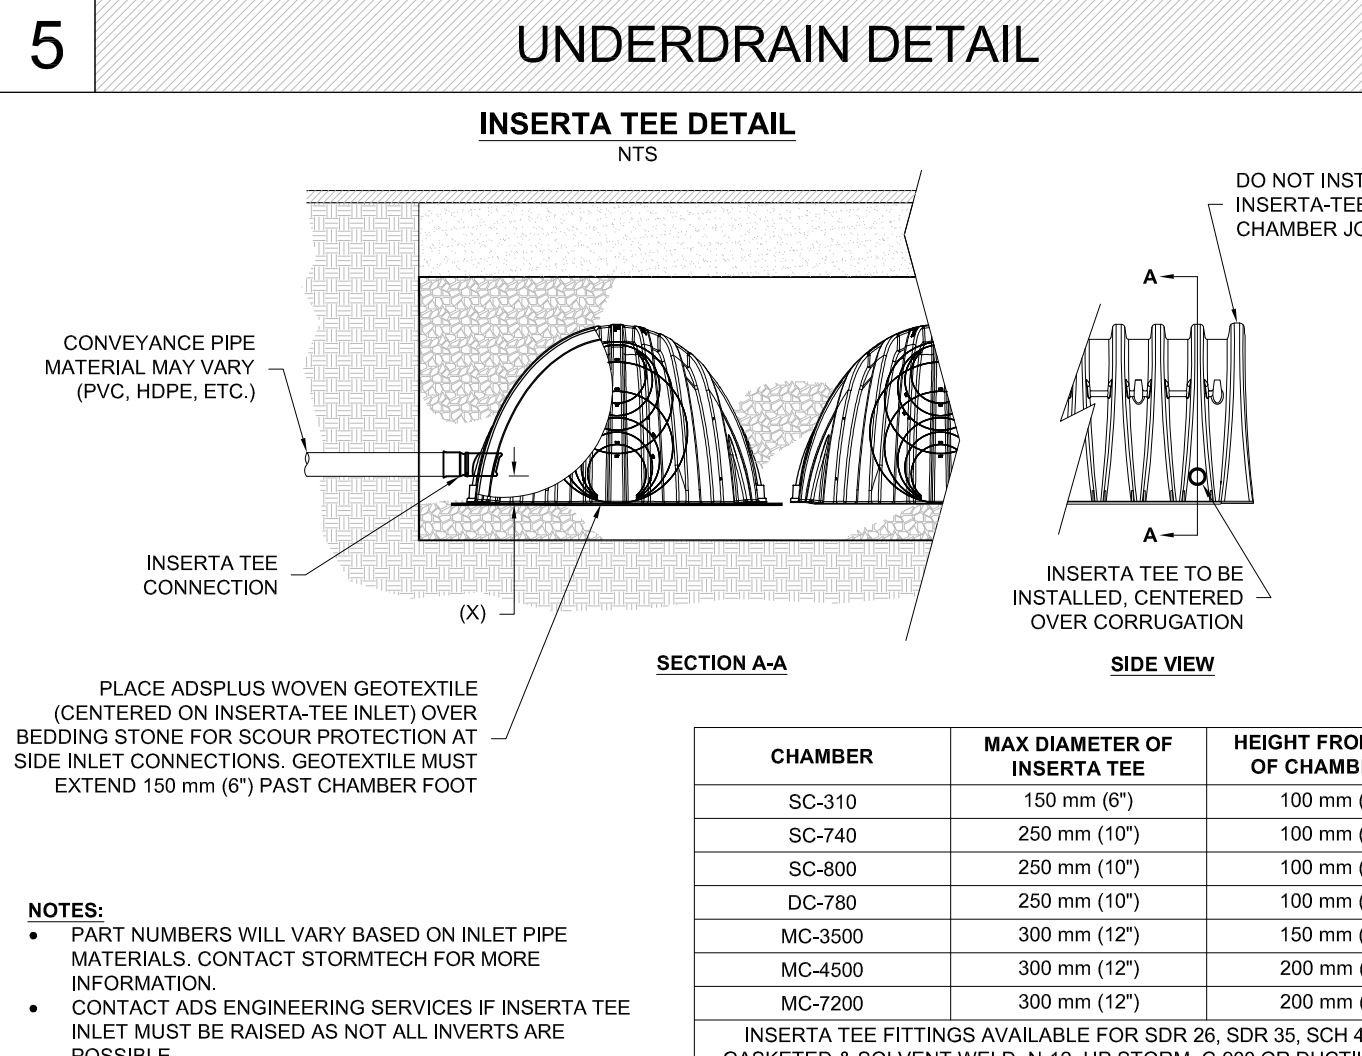 5
UNDERDRAIN DETAIL
INSERTA TEE DETAIL
NTS
DO NOT INST
INSERTA-TEE
CHAMBER JO
A
CONVEYANCE PIPE
MATERIAL MAY VARY
(PVC, HDPE, ETC.)
INSERTA TEE
CONNECTION
(X)
A
INSERTA TEE TO BE
INSTALLED, CENTERED
OVER CORRUGATION
SECTION A-A
SIDE VIEW
PLACE ADSPLUS WOVEN GEOTEXTILE
(CENTERED ON INSERTA-TEE INLET) OVER
BEDDING STONE FOR SCOUR PROTECTION AT
SIDE INLET CONNECTIONS. GEOTEXTILE MUST
EXTEND 150 mm (6") PAST CHAMBER FOOT
CHAMBER
MAX DIAMETER OF
INSERTA TEE
HEIGHT FROM
OF CHAMBE
SC-310 150 mm (6") 100 mm (
SC-740 250 mm (10") 100 mm (
SC-800 250 mm (10") 100 mm (
DC-780 250 mm (10") 100 mm (
MC-3500 300 mm (12") 150 mm (
MC-4500 300 mm (12") 200 mm (
MC-7200 300 mm (12") 200 mm (
INSERTA TEE FITTINGS AVAILABLE FOR SDR 26, SDR 35, SCH 4
NOTES:
• PART NUMBERS WILL VARY BASED ON INLET PIPE
MATERIALS. CONTACT STORMTECH FOR MORE
INFORMATION.
• CONTACT ADS ENGINEERING SERVICES IF INSERTA TEE
INLET MUST BE RAISED AS NOT ALL INVERTS ARE
POSSIBLE